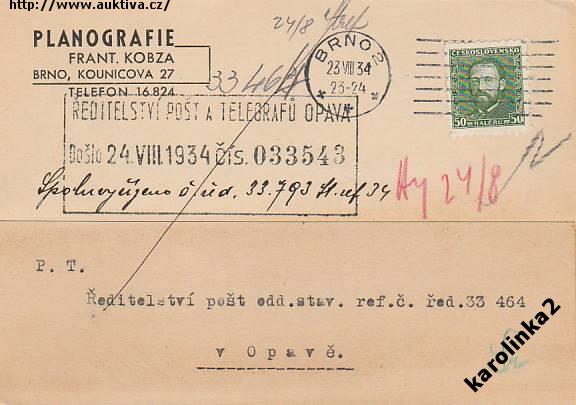 http://www.auktiva.cz/
PLANOGRAFIE
FRANT. KOBZA
BRNO, KOUNICOVA 27
TELEFON 16.824
24/8
33464
BRNO 2
23 VIII 34
23-24
ČESKOSLOVENSKO
50 HALÉŘŮ 50
ŘEDITELSTVÍ POŠT A TELEGRAFŮ OPAVA
Došlo 24. VIII. 1934 čís. 033543
33.793 34
24/8
P. T.
Ředitelství pošt odd.stav. ref.č. řed.33 464
v Opavě.
karolinka2